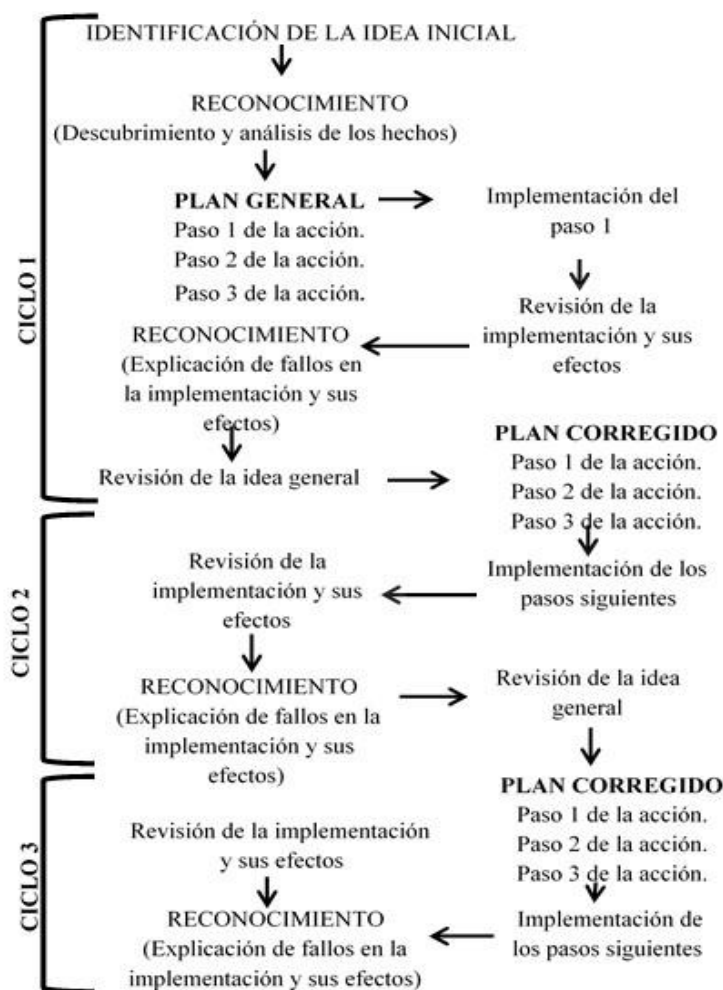 CICLO 1
IDENTIFICACIÓN DE LA IDEA INICIAL
RECONOCIMIENTO
(Descubrimiento y análisis de los hechos)
PLAN GENERAL
Paso 1 de la acción.
Paso 2 de la acción.
Paso 3 de la acción.
Implementación del
paso 1
Revisión de la
implementación y sus
efectos
RECONOCIMIENTO
(Explicación de fallos en
la implementación y sus
efectos)
Revisión de la idea general
PLAN CORREGIDO
Paso 1 de la acción.
Paso 2 de la acción.
Paso 3 de la acción.
CICLO 2
Implementación de los
pasos siguientes
Revisión de la
implementación y sus
efectos
RECONOCIMIENTO
(Explicación de fallos en la
implementación y sus
efectos)
Revisión de la idea
general
CICLO 3
PLAN CORREGIDO
Paso 1 de la acción.
Paso 2 de la acción.
Paso 3 de la acción.
Implementación de
los pasos siguientes
Revisión de la implementación
y sus efectos
RECONOCIMIENTO
(Explicación de fallos en la
implementación y sus efectos)